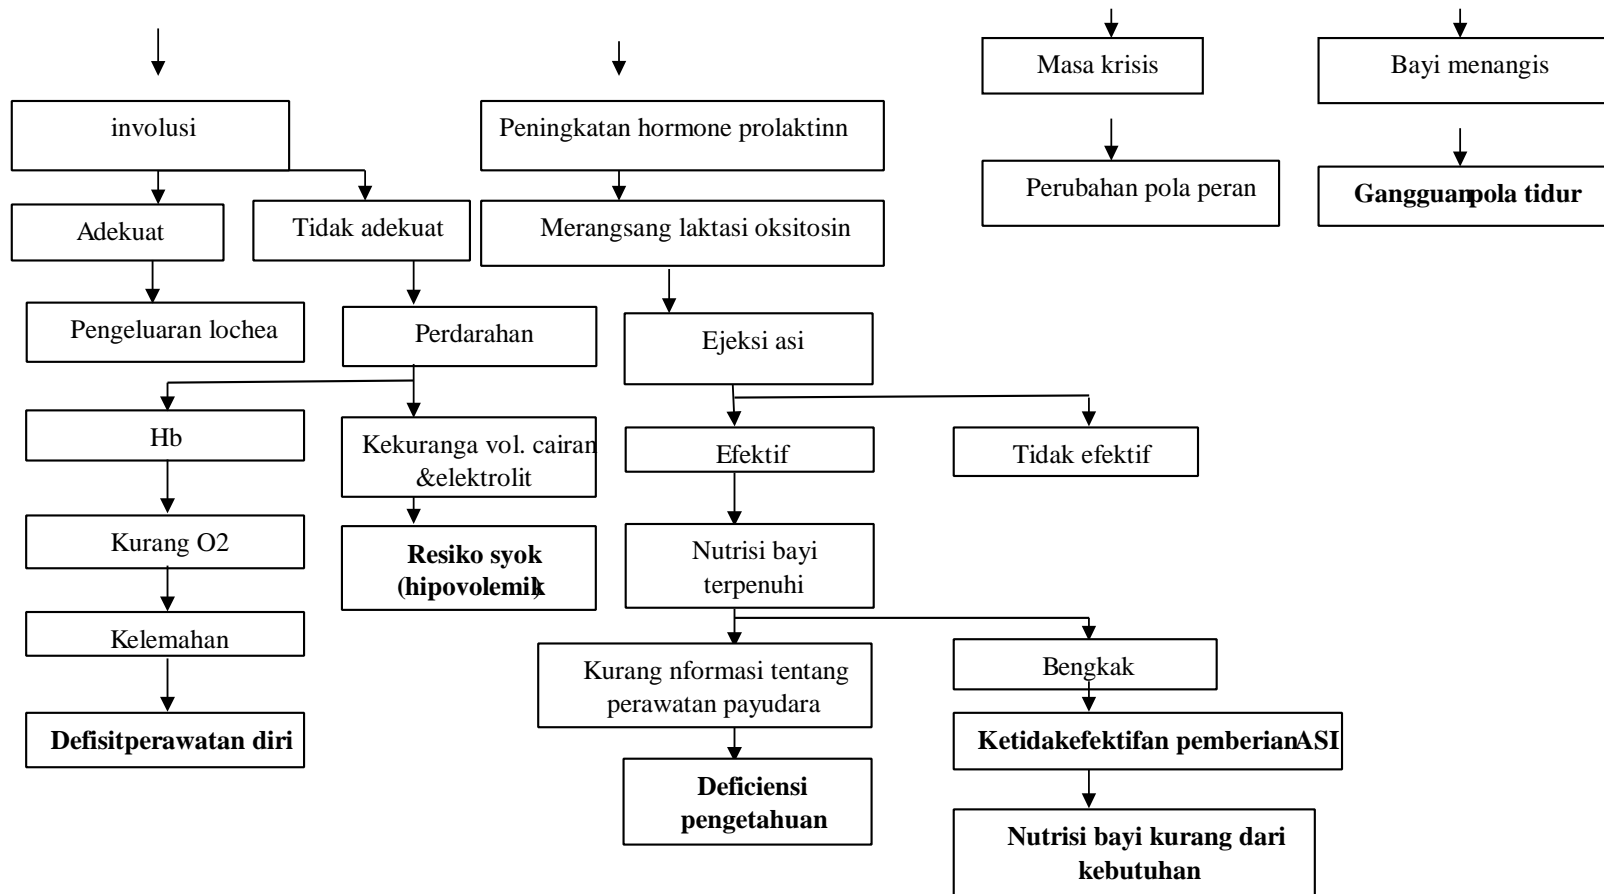 Masa krisis
Bayi menangis
involusi
Peningkatan hormone prolaktinn
Perubahan pola peran
Gangguan pola tidur
Adekuat
Tidak adekuat
Merangsang laktasi oksitosin
Pengeluaran lochea
Perdarahan
Ejeksi asi
Hb
Kekuranga vol. cairan
&elektrolit
Efektif
Tidak efektif
Kurang O2
Resiko syok
(hipovolemik)
Nutrisi bayi
terpenuhi
Kelemahan
Kurang nformasi tentang
perawatan payudara
Bengkak
Defisitperawatan diri
Ketidakefektifan pemberianASI
Deficiensi
pengetahuan
Nutrisi bayi kurang dari
kebutuhan